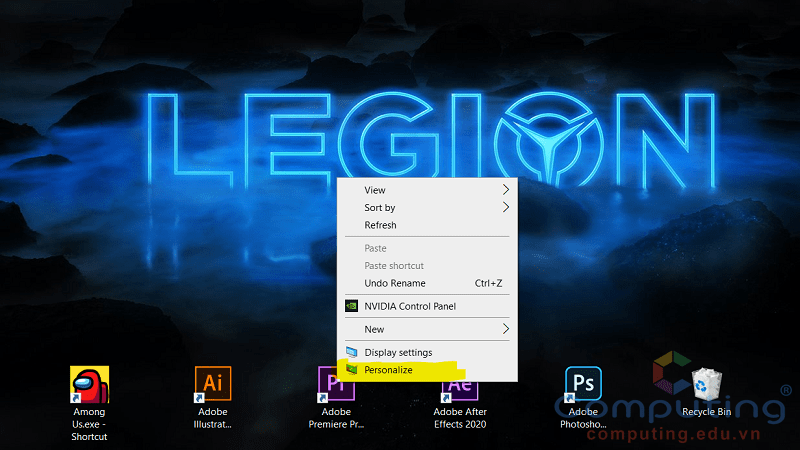 LEGION
View
Sort by
Refresh
Paste
Paste shortcut
Undo Rename Ctrl+Z
NVIDIA Control Panel
New
Display settings
Personalize
Ai
Pr
Ae
Ps
Among
Us.exe -
Shortcut
Adobe
Illustrat...
Adobe
Premiere Pr...
Adobe After
Effects 2020
Adobe
Photosho...
Recycle Bin
Computing®
computing.edu.vn